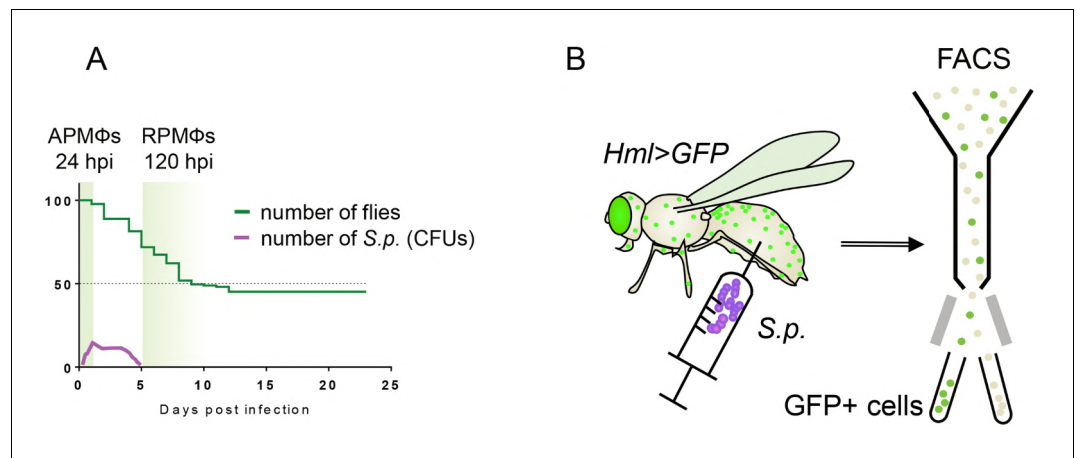 A
APMΦs
24 hpi
RPMΦs
120 hpi
100
50
0
0 5 10 15 20 25
Days post infection
number of flies
number of S.p. (CFUs)
B
Hml>GFP
S.p.
FACS
GFP+ cells